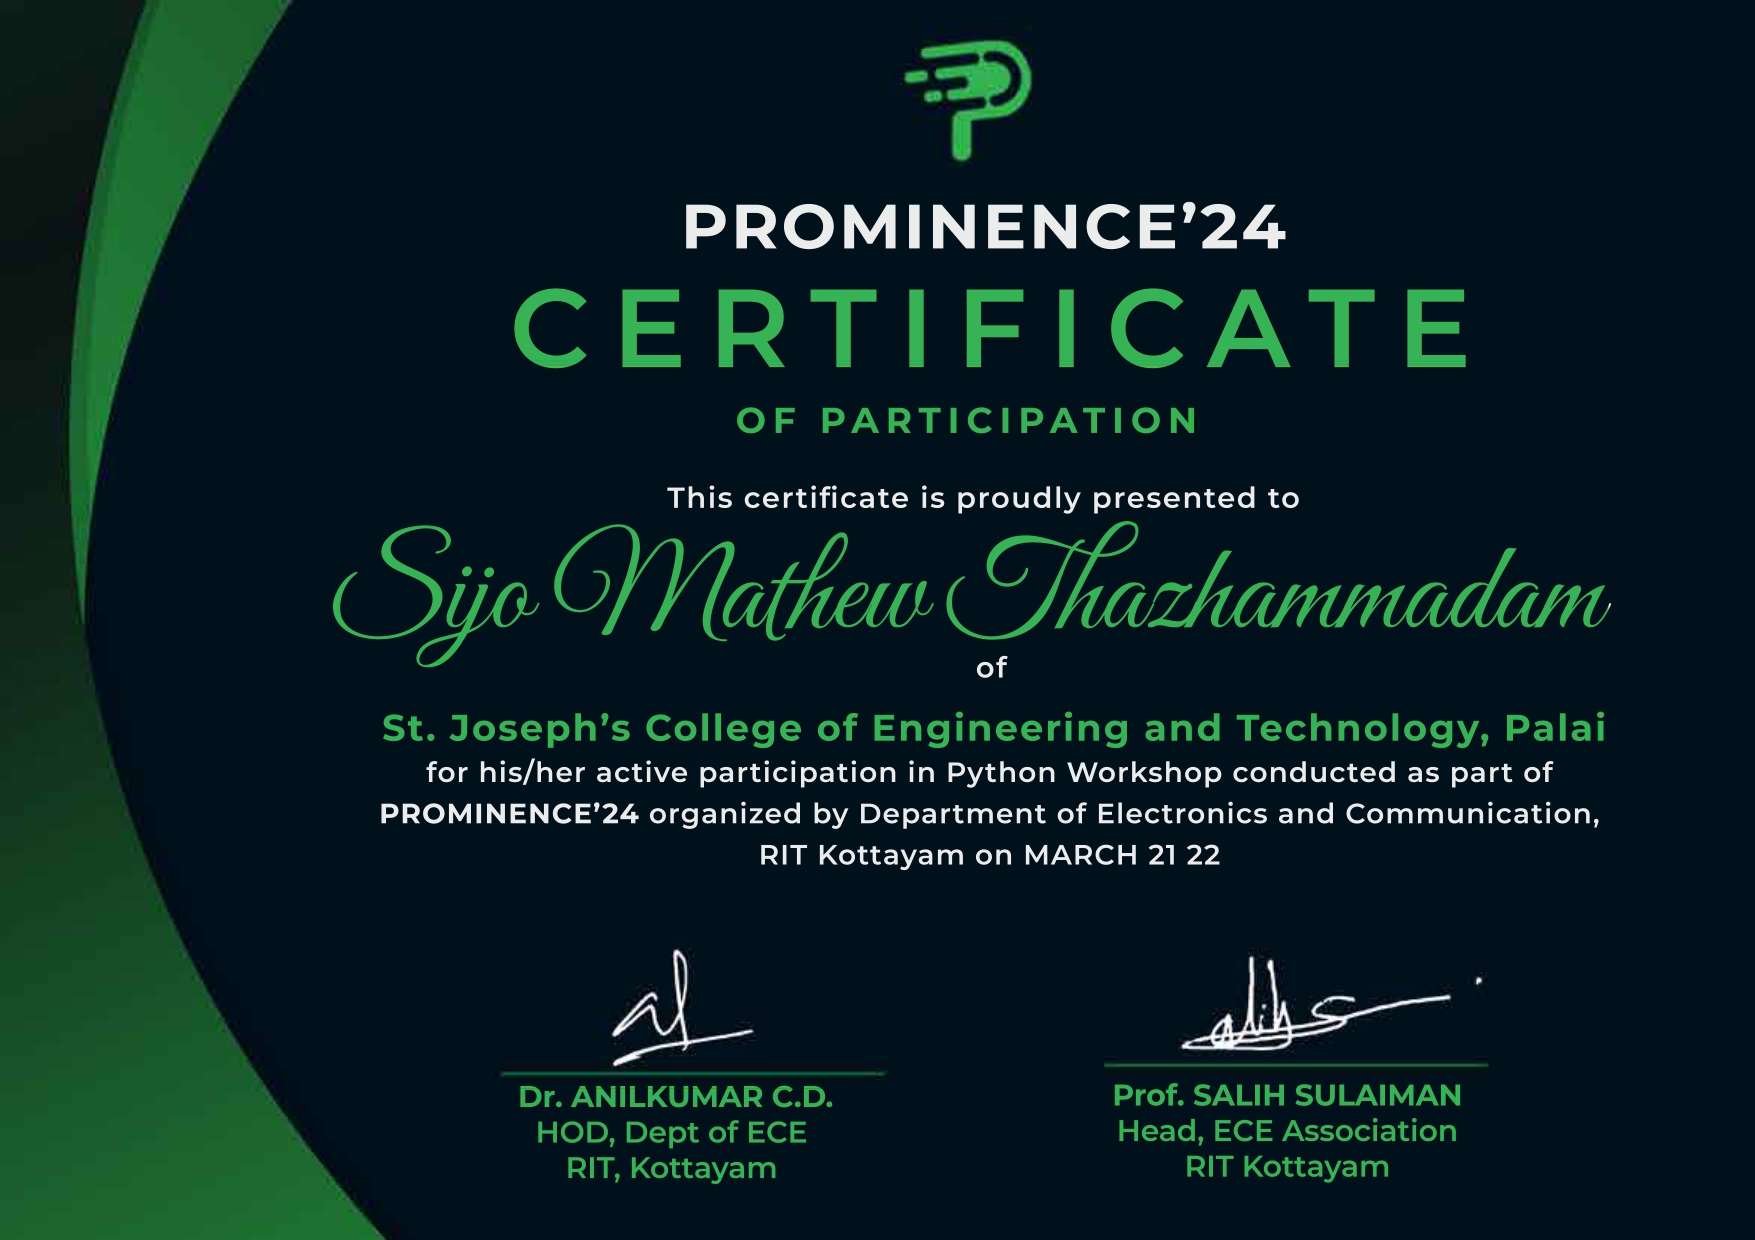 PROMINENCE’24
CERTIFICATE
OF PARTICIPATION
This certificate is proudly presented to
Sijo Mathew Thazhammadam
of
St. Joseph’s College of Engineering and Technology, Palai
for his/her active participation in Python Workshop conducted as part of
PROMINENCE’24 organized by Department of Electronics and Communication,
RIT Kottayam on MARCH 21 22
Dr. ANILKUMAR C.D.
HOD, Dept of ECE
RIT, Kottayam
Prof. SALIH SULAIMAN
Head, ECE Association
RIT Kottayam